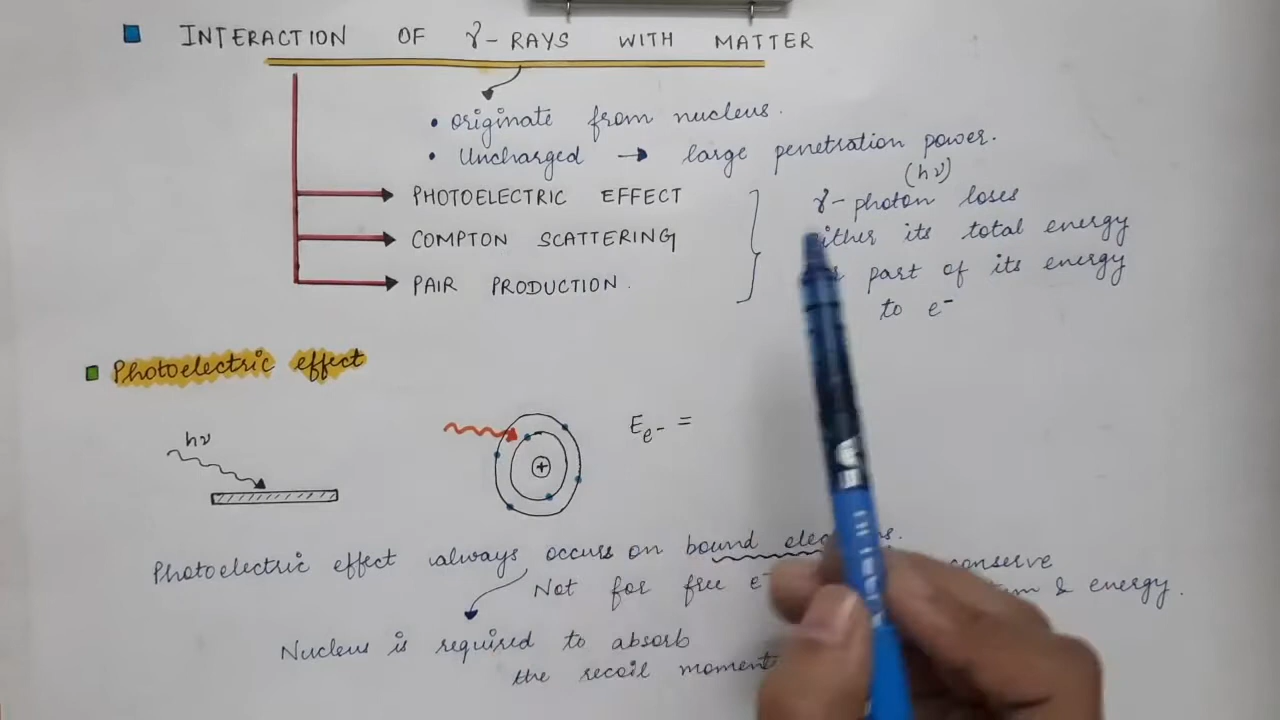 INTERACTION OF γ-RAYS WITH MATTER
• originate from nucleus.
• Uncharged → large penetration power.
PHOTOELECTRIC EFFECT
COMPTON SCATTERING
PAIR PRODUCTION.
(hν)
γ-photon loses
either its total energy
part of its energy
to e⁻
Photoelectric effect
hν
+
E e⁻ =
Photoelectric effect always occurs on bound
Not for free conserve
& energy.
Nucleus is required to absorb
the recoil